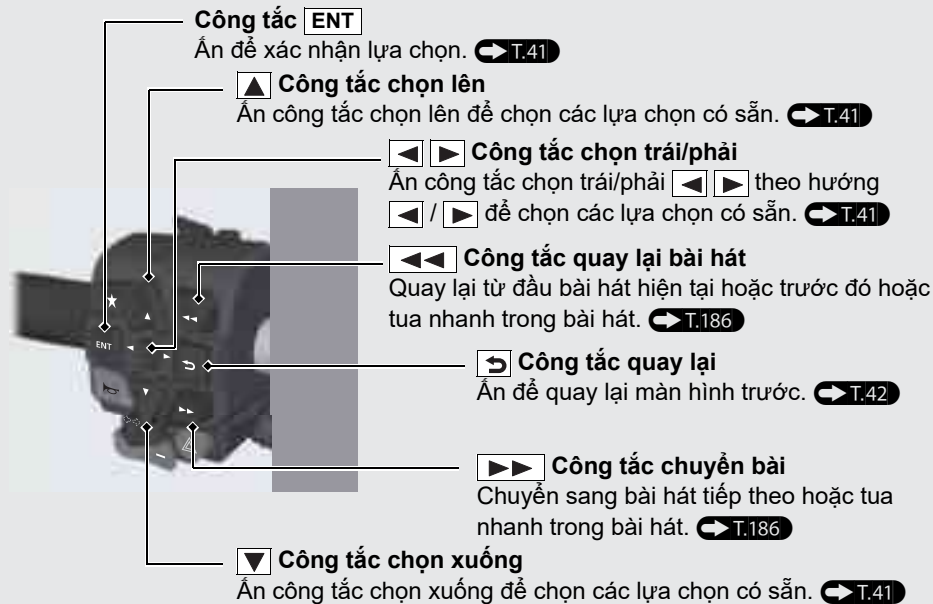 Công tắc ENT
Ấn để xác nhận lựa chọn. T.41
▲ Công tắc chọn lên
Ấn công tắc chọn lên để chọn các lựa chọn có sẵn. T.41
◀ ▶ Công tắc chọn trái/phải
Ấn công tắc chọn trái/phải ◀ ▶ theo hướng
◀ / ▶ để chọn các lựa chọn có sẵn. T.41
◀◀ Công tắc quay lại bài hát
Quay lại từ đầu bài hát hiện tại hoặc trước đó hoặc
tua nhanh trong bài hát. T.186
ENT
Công tắc quay lại
Ấn để quay lại màn hình trước. T.42
▶▶ Công tắc chuyển bài
Chuyển sang bài hát tiếp theo hoặc tua
nhanh trong bài hát. T.186
▼ Công tắc chọn xuống
Ấn công tắc chọn xuống để chọn các lựa chọn có sẵn. T.41